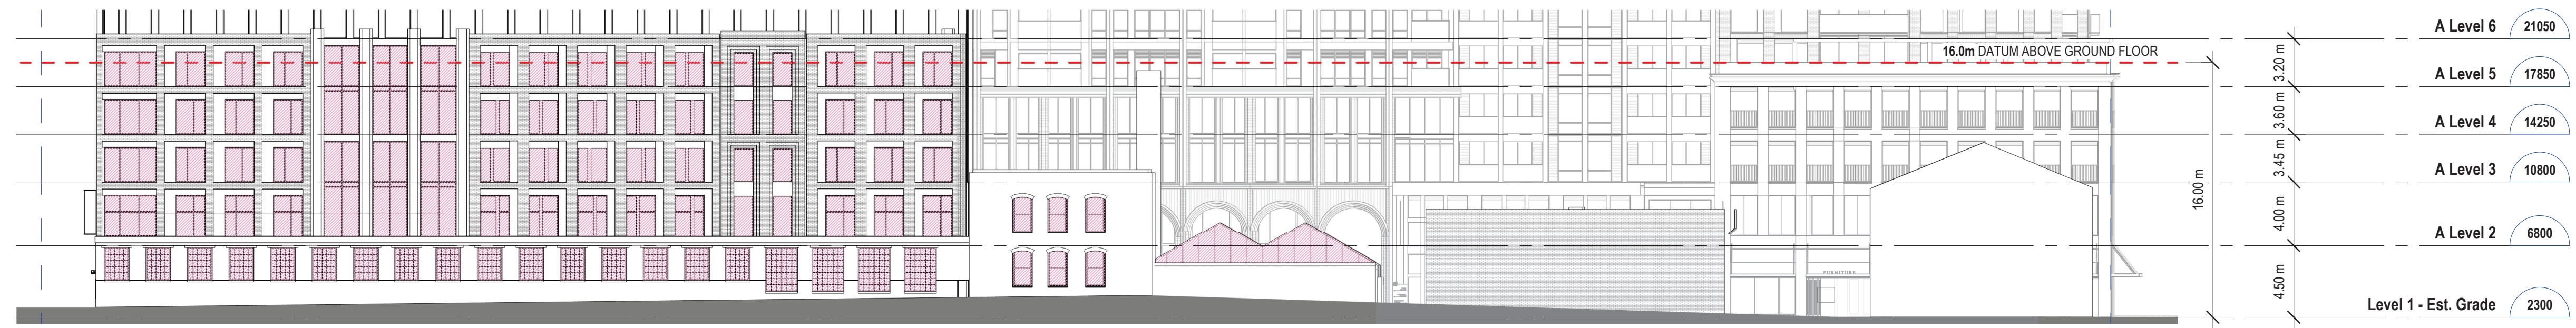 A Level 6 21050
16.0m DATUM ABOVE GROUND FLOOR
3.20 m
A Level 5 17850
3.60 m
A Level 4 14250
3.45 m
A Level 3 10800
16.00 m
4.00 m
A Level 2 6800
FURNITURE
4.50 m
Level 1 - Est. Grade 2300